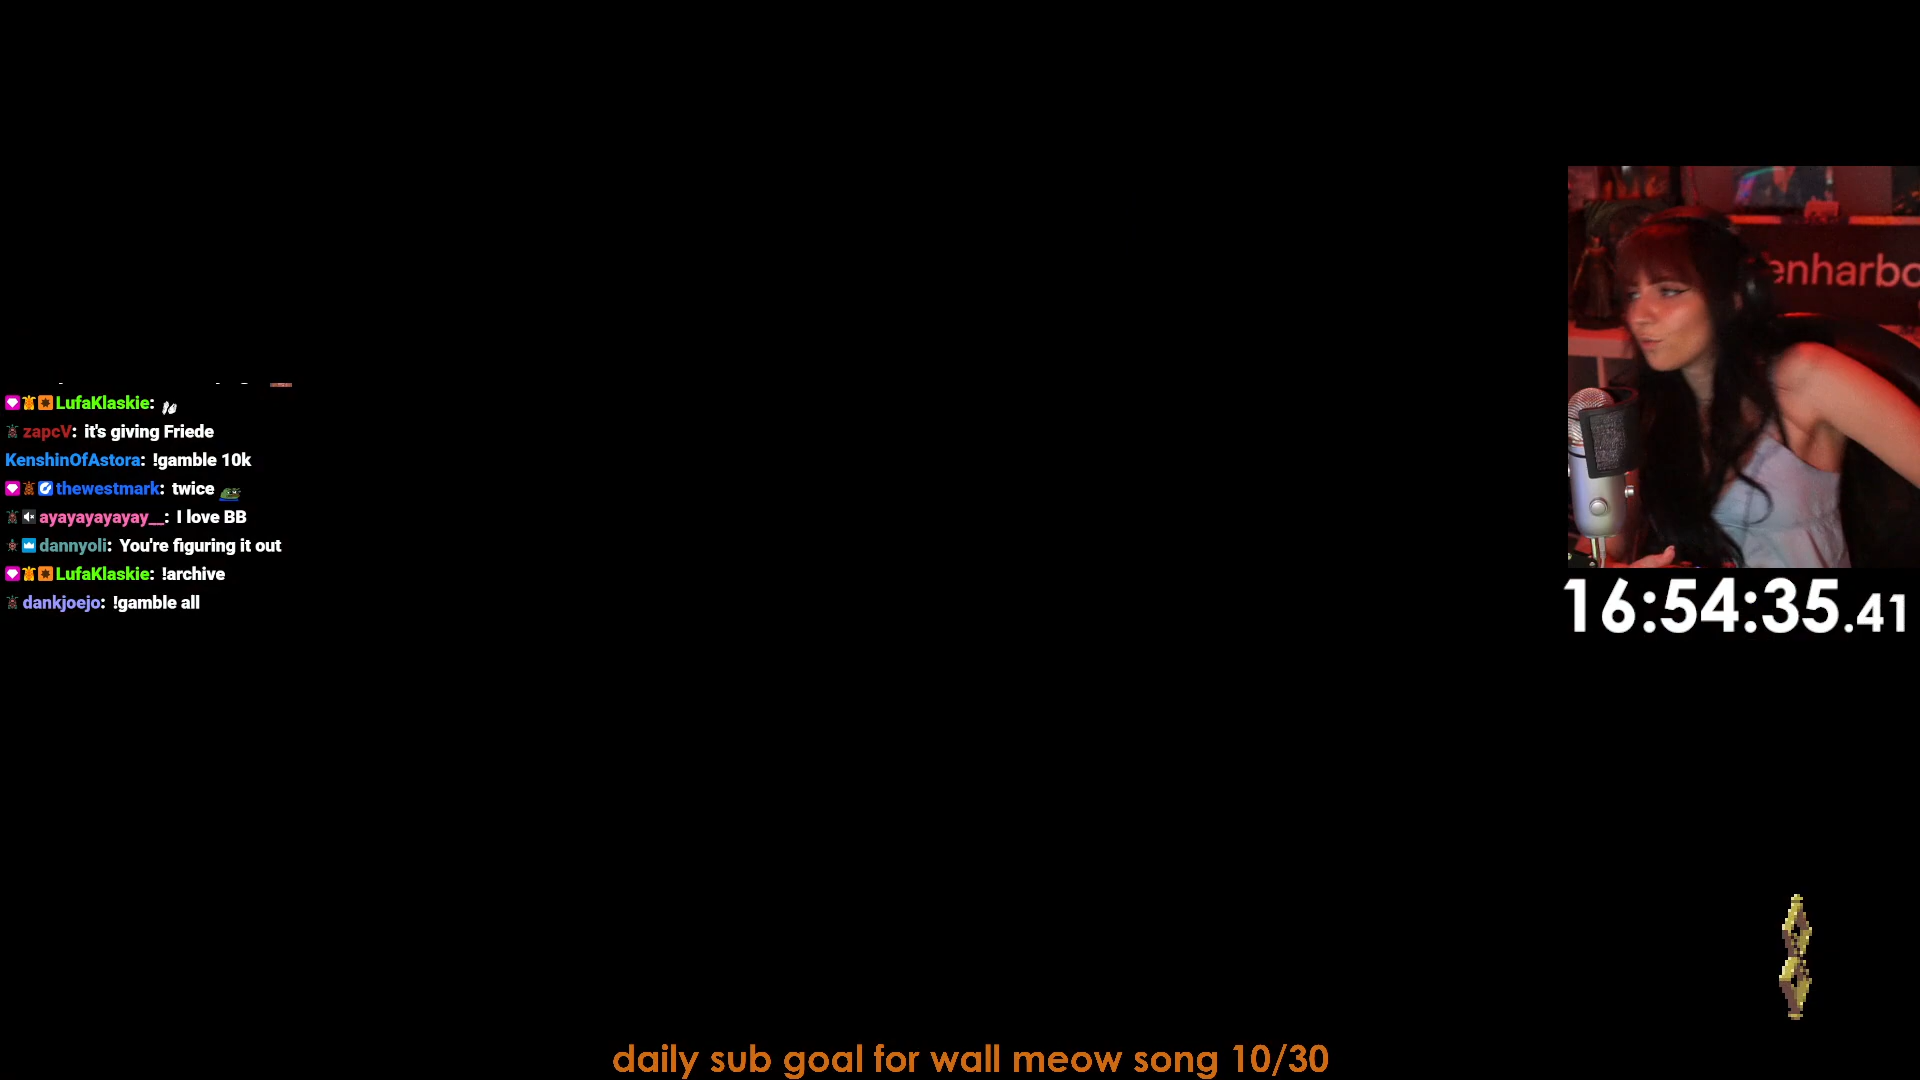 LufaKlaskie:
zapcV: it's giving Friede
KenshinOfAstora: !gamble 10k
thewestmark: twice
ayayayayayay__: I love BB
dannyoli: You're figuring it out
LufaKlaskie: !archive
dankjoejo: !gamble all
enharbo
16:54:35.41
daily sub goal for wall meow song 10/30